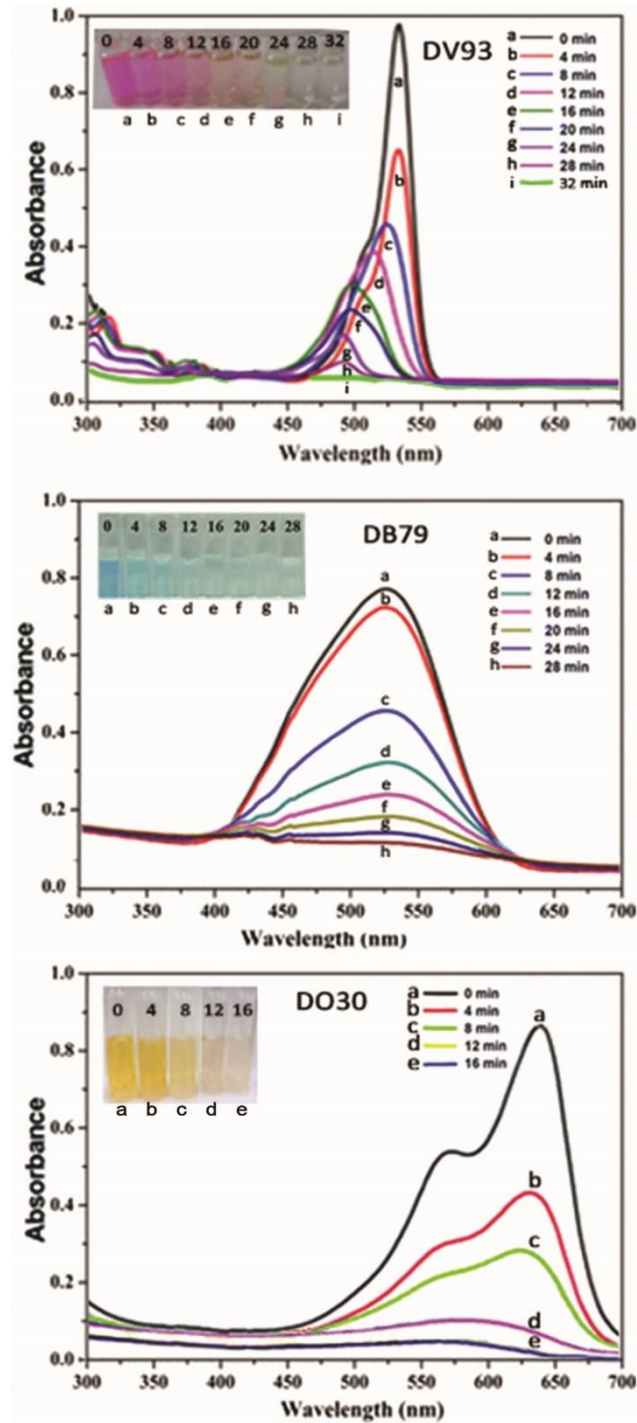 DV93
0 4 8 12 16 20 24 28 32
a b c d e f g h i
a 0 min
b 4 min
c 8 min
d 12 min
e 16 min
f 20 min
g 24 min
h 28 min
i 32 min
a
b
c
d
e
f
g
h
i
Absorbance
1.0
0.8
0.6
0.4
0.2
0.0
300 350 400 450 500 550 600 650 700
Wavelength (nm)
DB79
0 4 8 12 16 20 24 28
a b c d e f g h
a 0 min
b 4 min
c 8 min
d 12 min
e 16 min
f 20 min
g 24 min
h 28 min
a
b
c
d
e
f
g
h
Absorbance
1.0
0.8
0.6
0.4
0.2
0.0
300 350 400 450 500 550 600 650 700
Wavelength (nm)
DO30
0 4 8 12 16
a b c d e
a 0 min
b 4 min
c 8 min
d 12 min
e 16 min
a
b
c
d
e
Absorbance
1.0
0.8
0.6
0.4
0.2
0.0
300 350 400 450 500 550 600 650 700
Wavelength (nm)